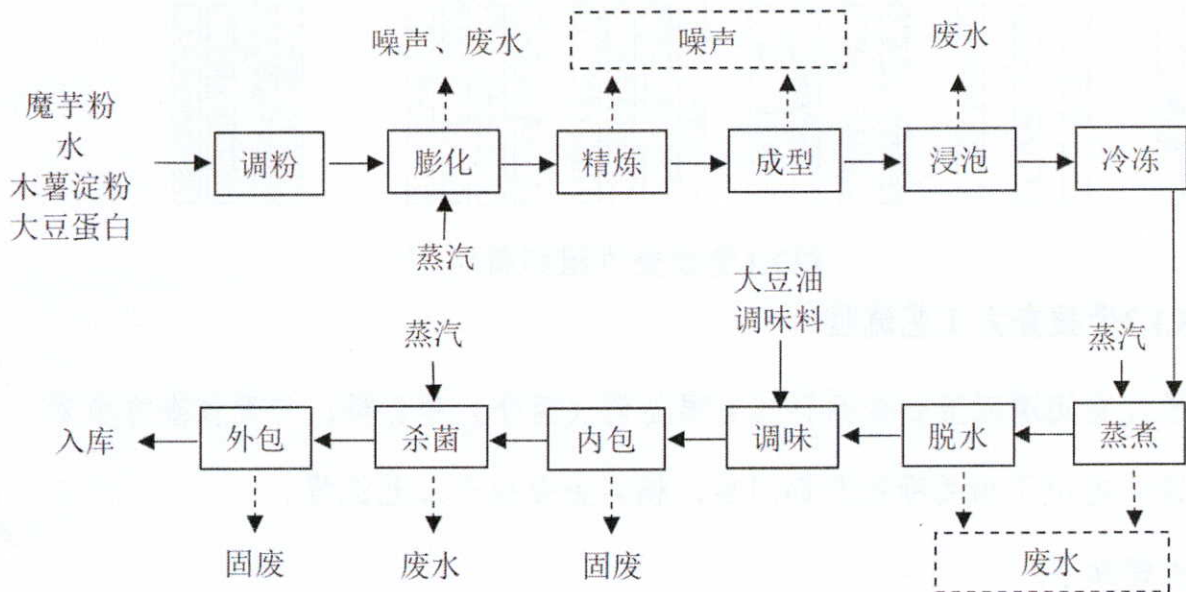 噪声、废水
噪声
废水
魔芋粉
水
木薯淀粉
大豆蛋白
调粉
膨化
精炼
成型
浸泡
冷冻
蒸汽
大豆油
调味料
蒸汽
蒸汽
入库
外包
杀菌
内包
调味
脱水
蒸煮
固废
废水
固废
废水